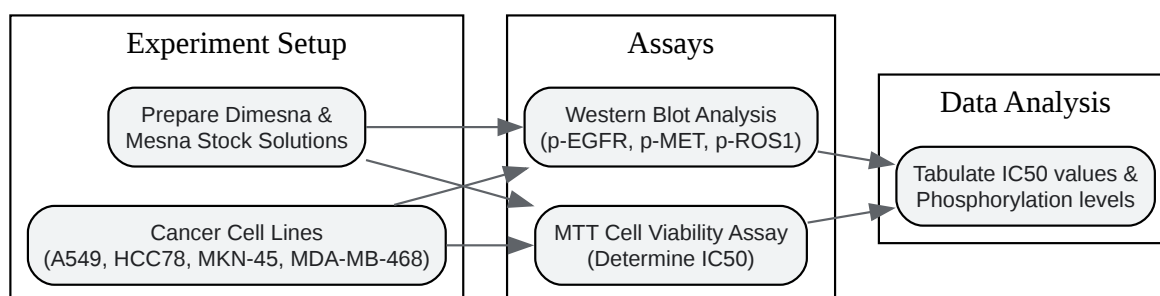 Experiment Setup
Prepare Dimesna &
Mesna Stock Solutions
Cancer Cell Lines
(A549, HCC78, MKN-45, MDA-MB-468)
Assays
Western Blot Analysis
(p-EGFR, p-MET, p-ROS1)
MTT Cell Viability Assay
(Determine IC50)
Data Analysis
Tabulate IC50 values &
Phosphorylation levels